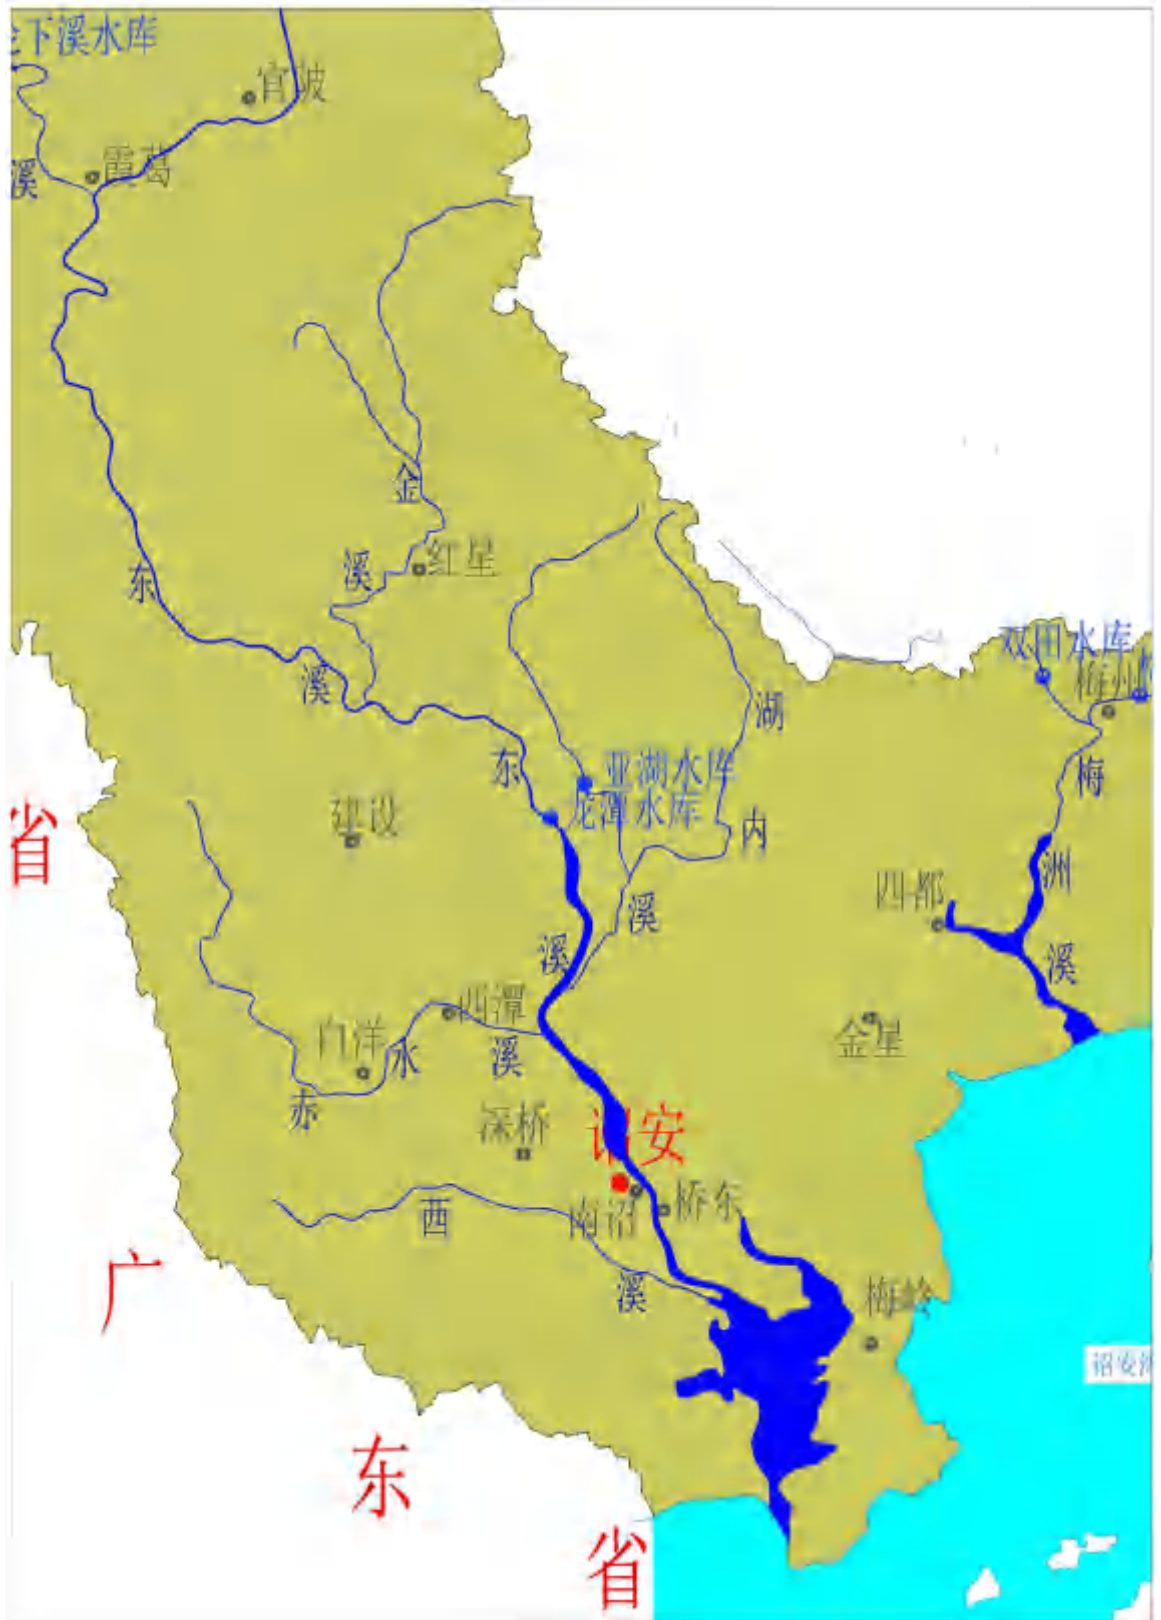 下溪水库
官陂
霞葛
溪
金
溪
红星
东
溪
双田水库
梅州
湖
东
亚湖水库
龙潭水库
梅
建设
内
省
洲
四都
溪
溪
溪
西潭
金星
白洋
水
溪
赤
深桥
诏安
南诏
桥东
西
溪
梅岭
广
诏安
东
省